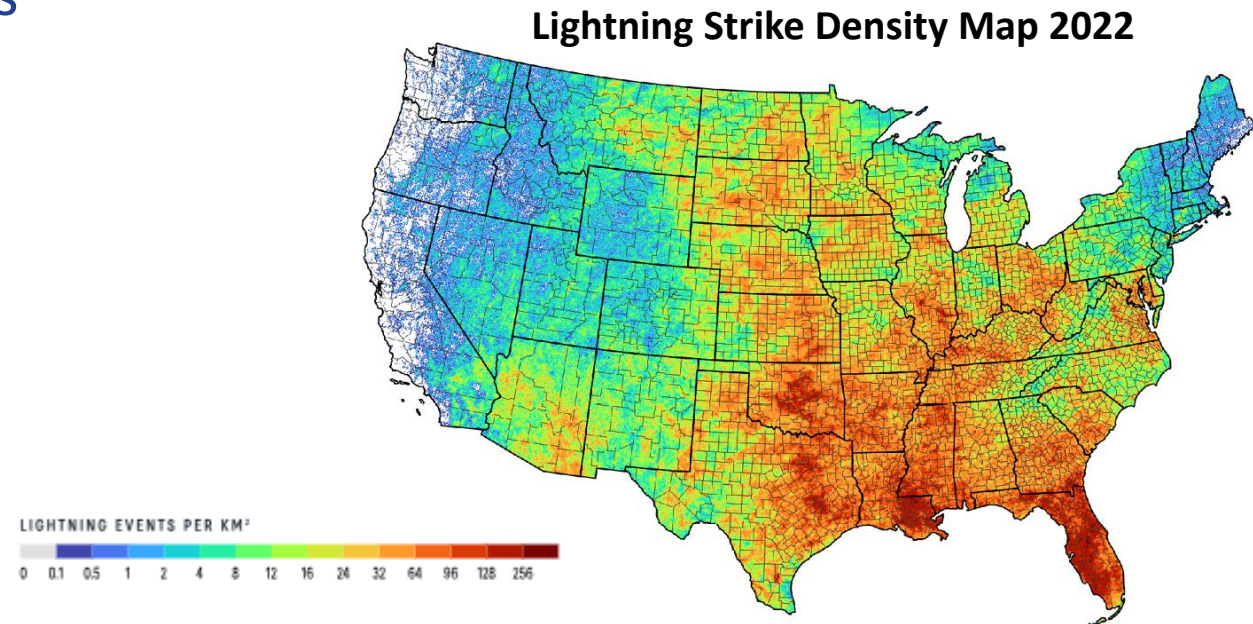 s
Lightning Strike Density Map 2022
LIGHTNING EVENTS PER KM²
0 0.1 0.5 1 2 4 8 12 16 24 32 64 96 128 256